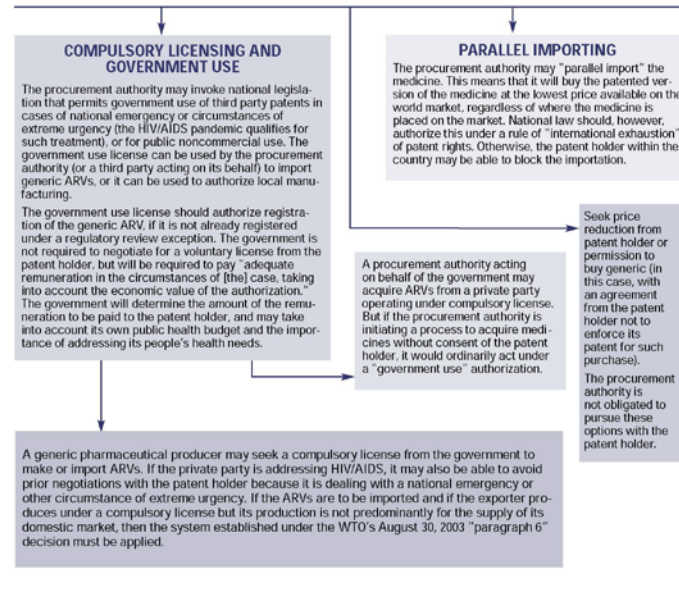 COMPULSORY LICENSING AND
GOVERNMENT USE
The procurement authority may invoke national legisla-
tion that permits government use of third party patents in
cases of national emergency or circumstances of
extreme urgency (the HIV/AIDS pandemic qualifies for
such treatment), or for public noncommercial use. The
government use license can be used by the procurement
authority (or a third party acting on its behalf) to import
generic ARVs, or it can be used to authorize local manu-
facturing.
The government use license should authorize registra-
tion of the generic ARV, if it is not already registered
under a regulatory review exception. The government is
not required to negotiate for a voluntary license from the
patent holder, but will be required to pay "adequate
remuneration in the circumstances of [the] case, taking
into account the economic value of the authorization."
The government will determine the amount of the remu-
neration to be paid to the patent holder, and may take
into account its own public health budget and the impor-
tance of addressing its people's health needs.
PARALLEL IMPORTING
The procurement authority may "parallel import" the
medicine. This means that it will buy the patented ver-
sion of the medicine at the lowest price available on the
world market, regardless of where the medicine is
placed on the market. National law should, however,
authorize this under a rule of "international exhaustion"
of patent rights. Otherwise, the patent holder within the
country may be able to block the importation.
A procurement authority acting
on behalf of the government may
acquire ARVs from a private party
operating under compulsory license.
But if the procurement authority is
initiating a process to acquire medi-
cines without consent of the patent
holder, it would ordinarily act under
a "government use" authorization.
Seek price
reduction from
patent holder or
permission to
buy generic (in
this case, with
an agreement
from the patent
holder not to
enforce its
patent for such
purchase).
The procurement
authority is
not obligated to
pursue these
options with the
patent holder.
A generic pharmaceutical producer may seek a compulsory license from the government to
make or import ARVs. If the private party is addressing HIV/AIDS, it may also be able to avoid
prior negotiations with the patent holder because it is dealing with a national emergency or
other circumstance of extreme urgency. If the ARVs are to be imported and if the exporter pro-
duces under a compulsory license but its production is not predominantly for the supply of its
domestic market, then the system established under the WTO's August 30, 2003 "paragraph 6"
decision must be applied.